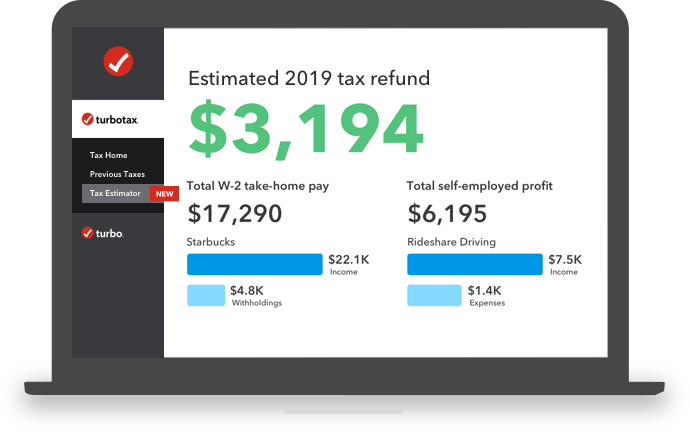 turbotax
Tax Home
Previous Taxes
Tax Estimator NEW
turbo
Estimated 2019 tax refund
$3,194
Total W-2 take-home pay
$17,290
Starbucks
$22.1K
Income
$4.8K
Withholdings
Total self-employed profit
$6,195
Rideshare Driving
$7.5K
Income
$1.4K
Expenses